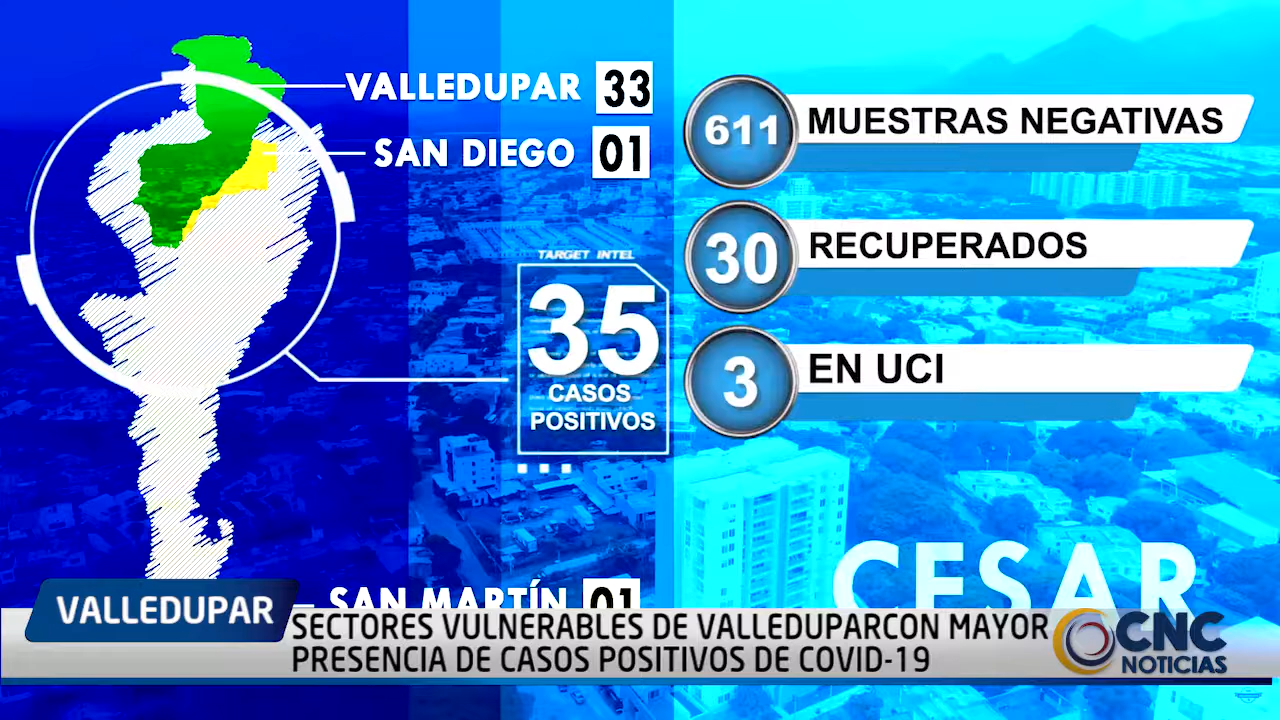 VALLEDUPAR 33
SAN DIEGO 01
TARGET INTEL
35
CASOS
POSITIVOS
611 MUESTRAS NEGATIVAS
30 RECUPERADOS
3 EN UCI
CESAR
SAN MARTÍN 01
VALLEDUPAR
SECTORES VULNERABLES DE VALLEDUPARCON MAYOR
PRESENCIA DE CASOS POSITIVOS DE COVID-19
CNC
NOTICIAS